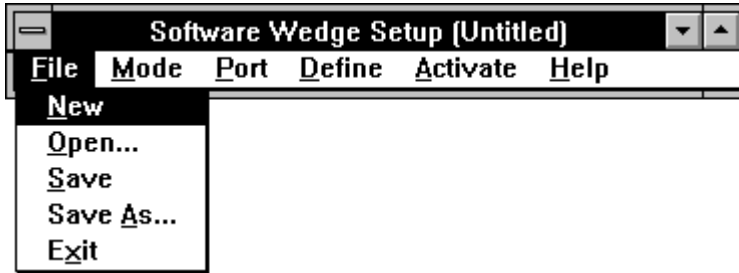 Software Wedge Setup (Untitled)
File Mode Port Define Activate Help
New
Open...
Save
Save As...
Exit